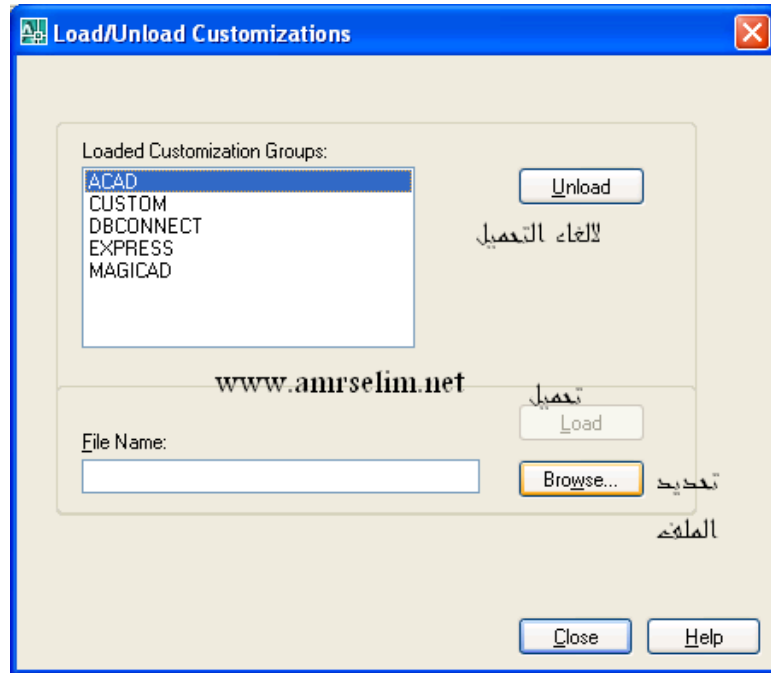 Load/Unload Customizations
Loaded Customization Groups:
ACAD
CUSTOM
DBCONNECT
EXPRESS
MAGICAD
Unload
لالغاء التحميل
www.amrselim.net
تحميل
Load
File Name:
Browse...
تحديد
الملف
Close
Help